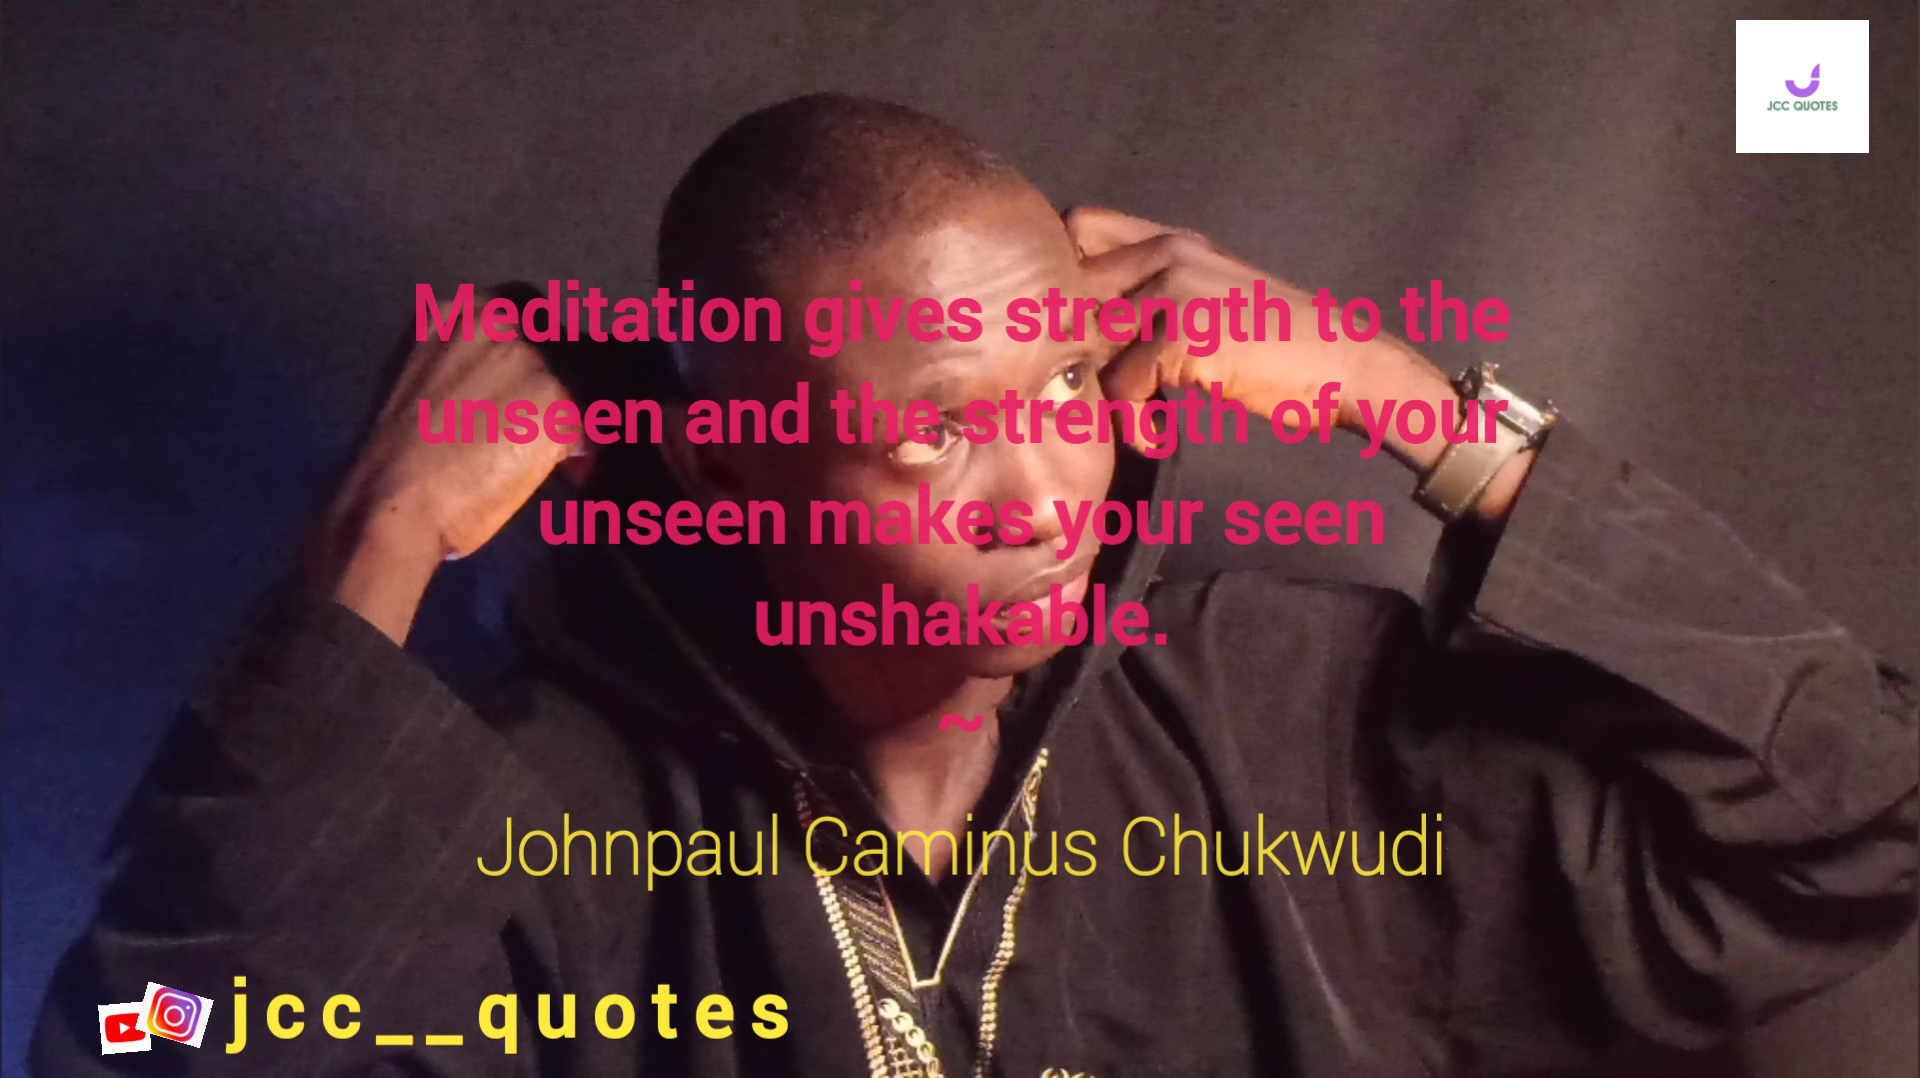 JCC QUOTES
Meditation gives strength to the
unseen and the strength of your
unseen makes your seen
unshakable.
~
Johnpaul Caminus Chukwudi
jcc__quotes